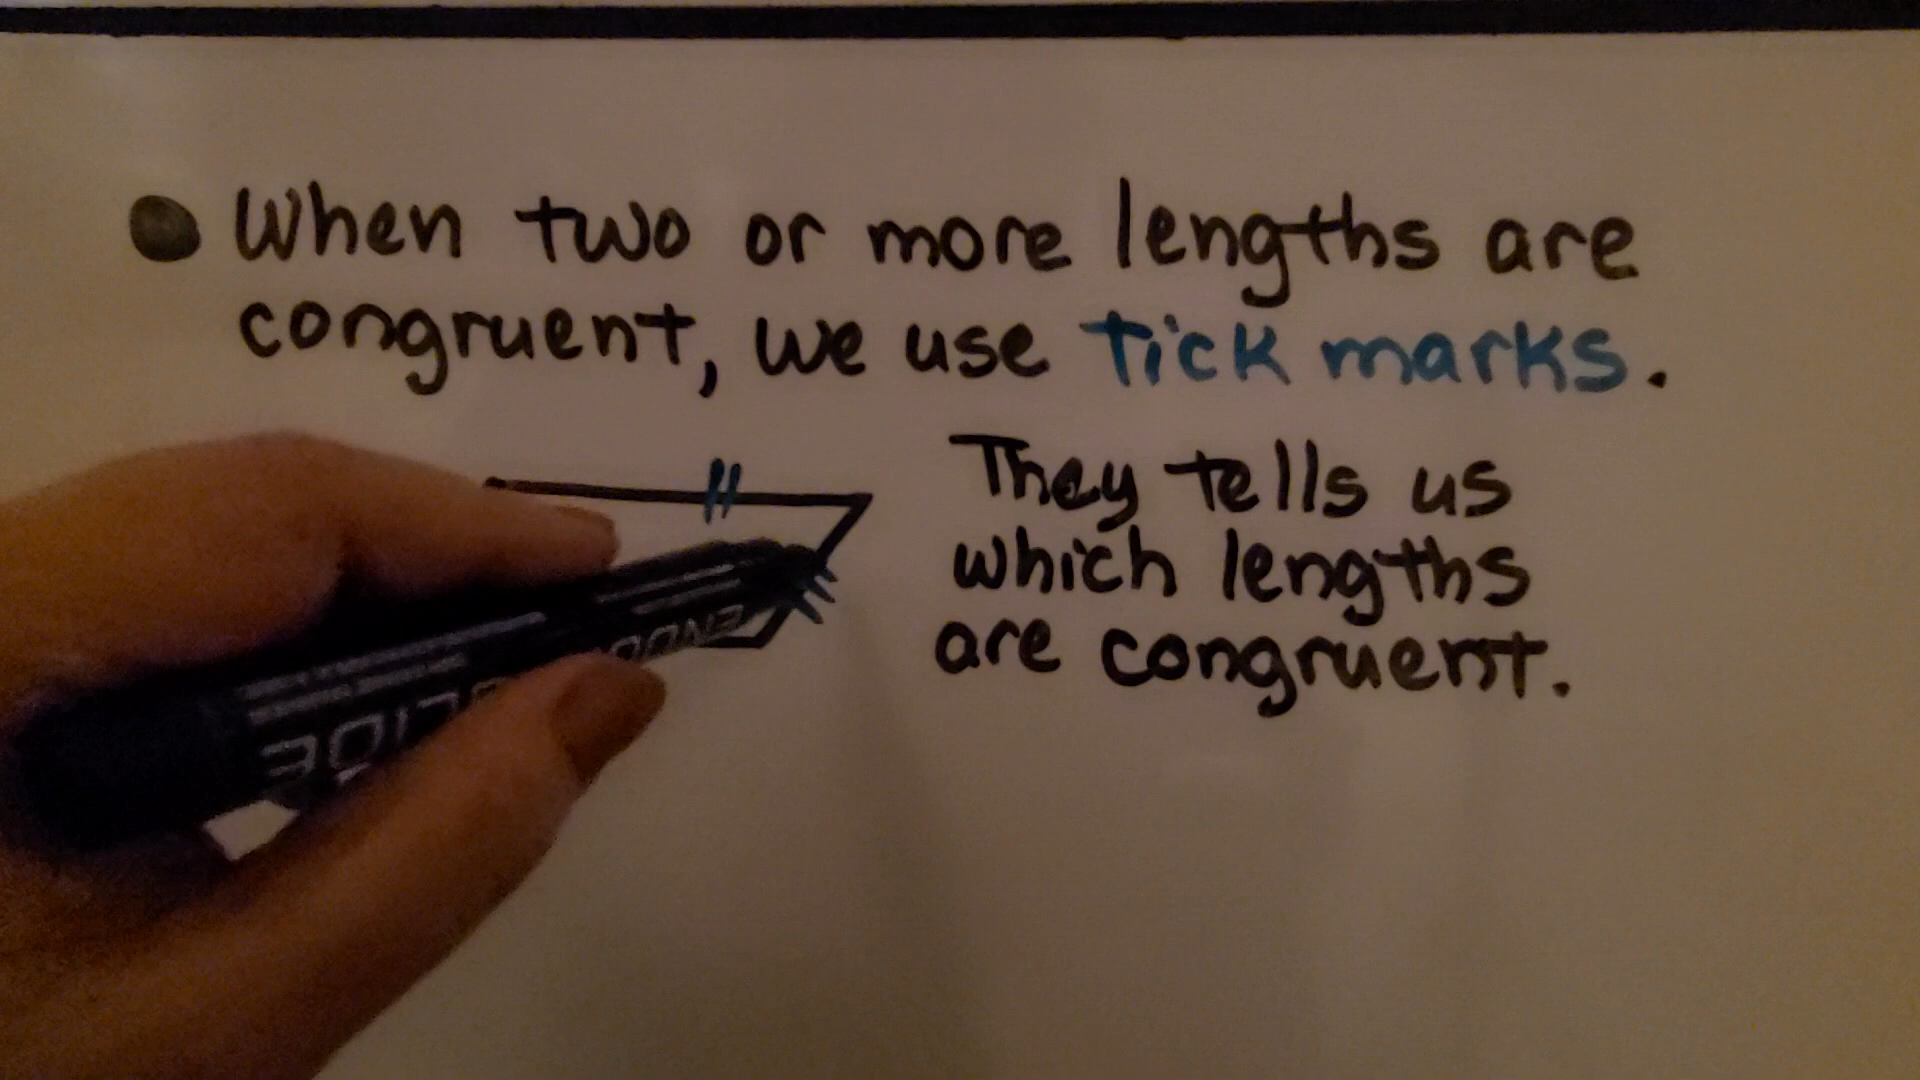 When two or more lengths are
congruent, we use tick marks.
They tells us
which lengths
are congruent.